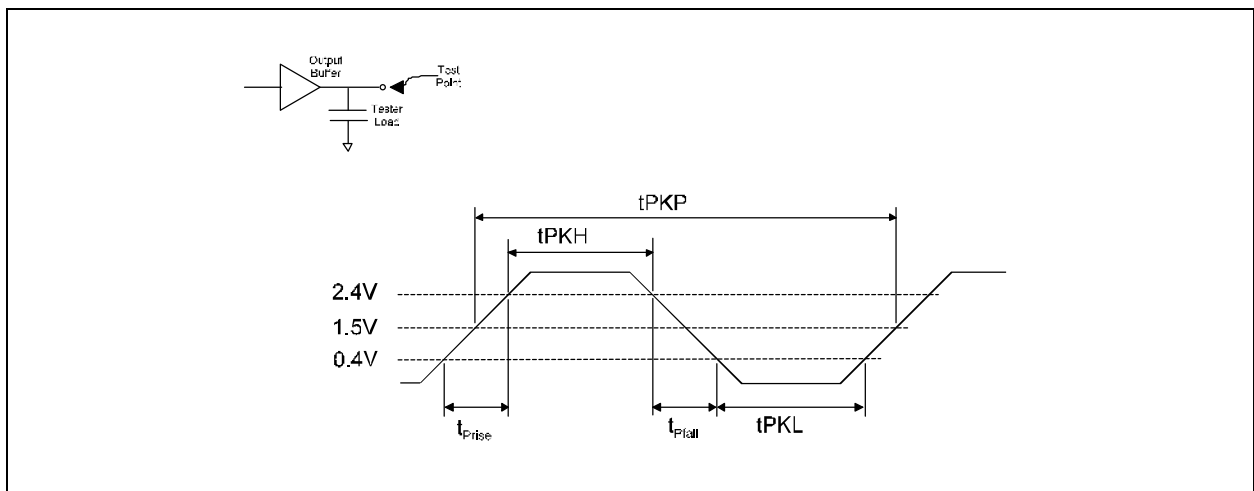 Output
Buffer
Test
Point
Tester
Load
tPKP
tPKH
2.4V
1.5V
0.4V
tPrise
tPfall
tPKL